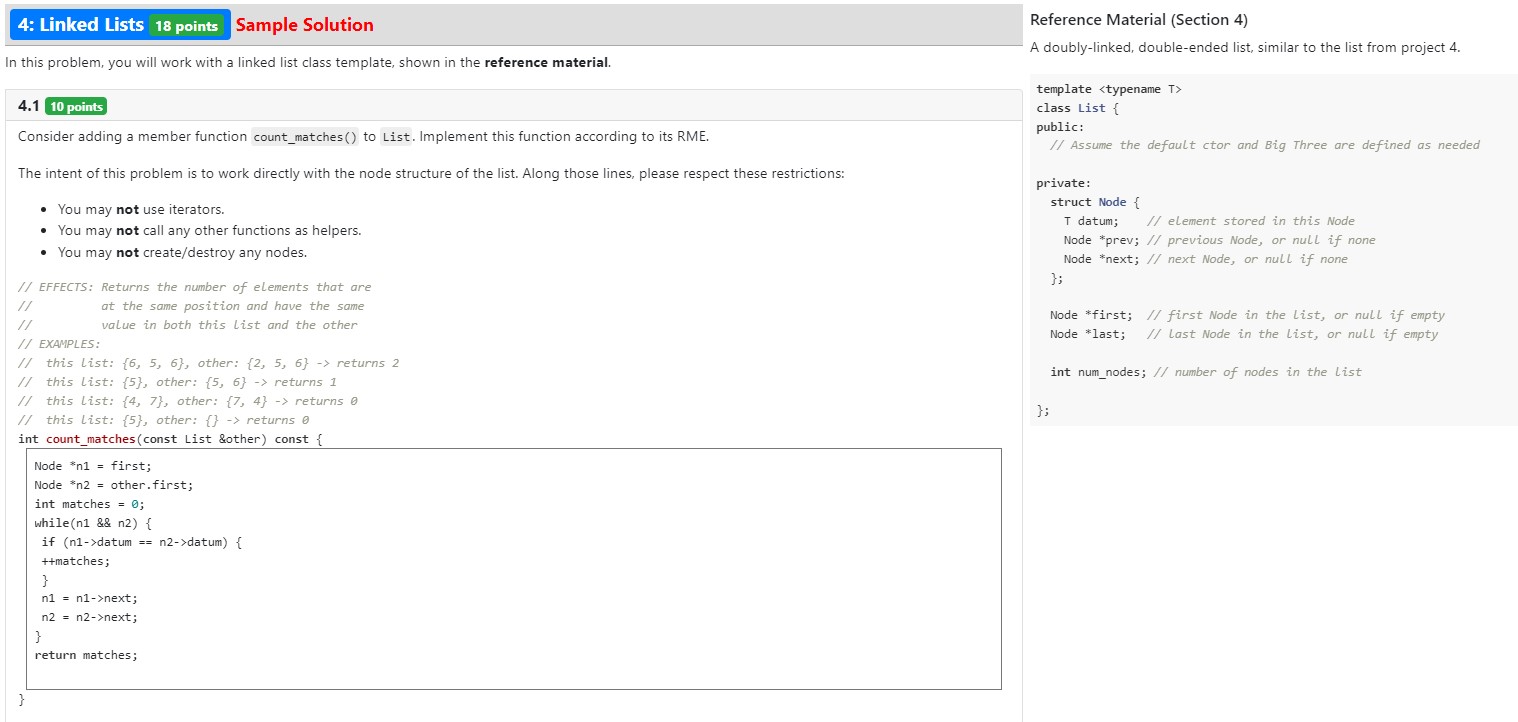 4: Linked Lists 18 points Sample Solution
In this problem, you will work with a linked list class template, shown in the reference material.
4.1 10 points
Consider adding a member function count_matches() to List. Implement this function according to its RME.
The intent of this problem is to work directly with the node structure of the list. Along those lines, please respect these restrictions:
• You may not use iterators.
• You may not call any other functions as helpers.
• You may not create/destroy any nodes.
// EFFECTS: Returns the number of elements that are
//          at the same position and have the same
//          value in both this list and the other
// EXAMPLES:
//  this list: {6, 5, 6}, other: {2, 5, 6} -> returns 2
//  this list: {5}, other: {5, 6} -> returns 1
//  this list: {4, 7}, other: {7, 4} -> returns 0
//  this list: {5}, other: {} -> returns 0
int count_matches(const List &other) const {
Node *n1 = first;
Node *n2 = other.first;
int matches = 0;
while(n1 && n2) {
 if (n1->datum == n2->datum) {
 ++matches;
 }
 n1 = n1->next;
 n2 = n2->next;
}
return matches;
}
Reference Material (Section 4)
A doubly-linked, double-ended list, similar to the list from project 4.
template <typename T>
class List {
public:
  // Assume the default ctor and Big Three are defined as needed
private:
  struct Node {
    T datum;    // element stored in this Node
    Node *prev; // previous Node, or null if none
    Node *next; // next Node, or null if none
  };
  Node *first;  // first Node in the list, or null if empty
  Node *last;   // last Node in the list, or null if empty
  int num_nodes; // number of nodes in the list
};